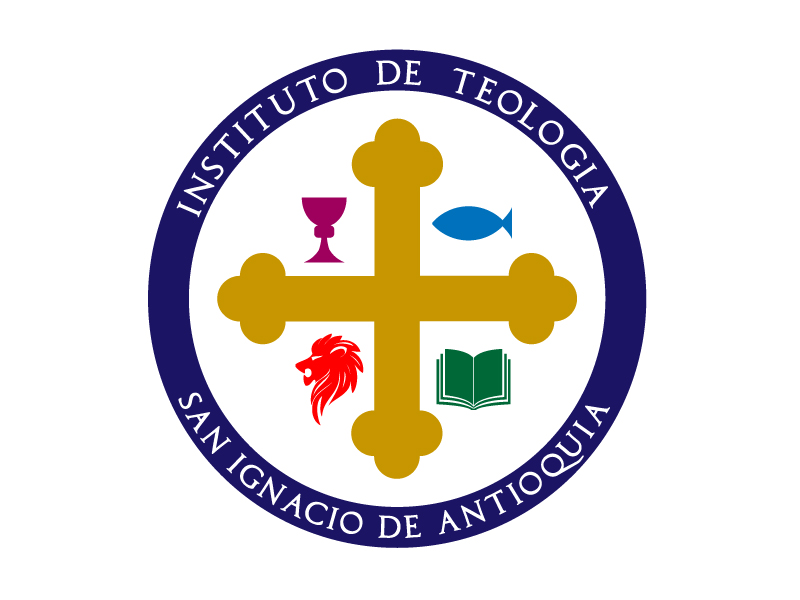 INSTITUTO DE TEOLOGIA
SAN IGNACIO DE ANTIOQUIA